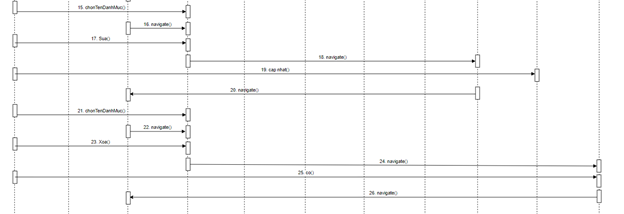 15. chonTenDanhMuc()
16. navigate()
17. Sua()
18. navigate()
19. cap nhat()
20. navigate()
21. chonTenDanhMuc()
22. navigate()
23. Xoa()
24. navigate()
25. co()
26. navigate()